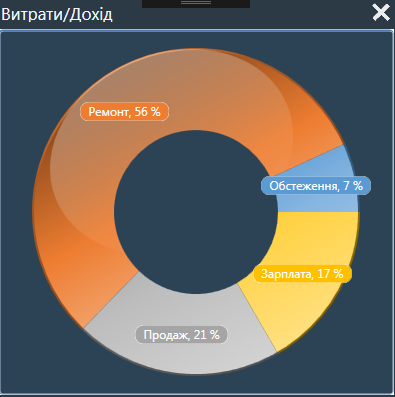 Витрати/Дохід
Ремонт, 56 %
Обстеження, 7 %
Зарплата, 17 %
Продаж, 21 %